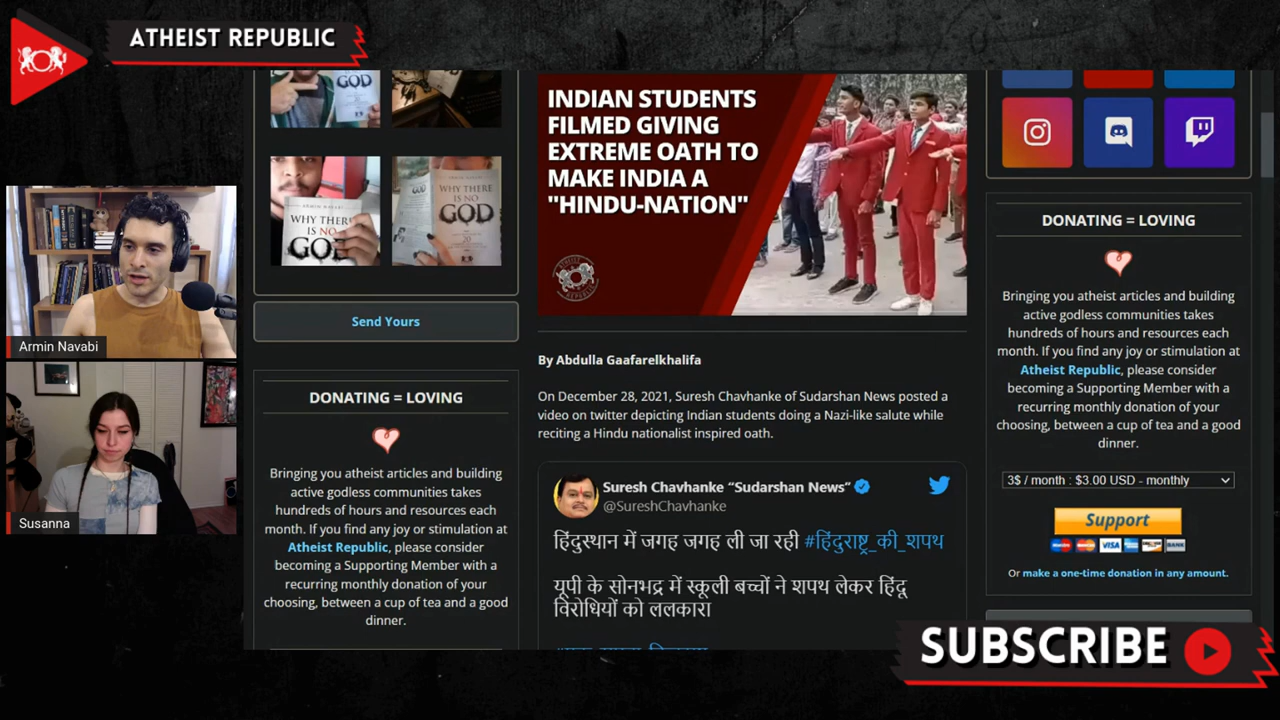 ATHEIST REPUBLIC
GOD
ARMIN NAVABI
WHY THERE
IS NO
GOD
WHY THERE
IS NO
GOD
20
Send Yours
DONATING = LOVING
Bringing you atheist articles and building
active godless communities takes
hundreds of hours and resources each
month. If you find any joy or stimulation at
Atheist Republic, please consider
becoming a Supporting Member with a
recurring monthly donation of your
choosing, between a cup of tea and a good
dinner.
INDIAN STUDENTS
FILMED GIVING
EXTREME OATH TO
MAKE INDIA A
"HINDU-NATION"
By Abdulla Gaafarelkhalifa
On December 28, 2021, Suresh Chavhanke of Sudarshan News posted a
video on twitter depicting Indian students doing a Nazi-like salute while
reciting a Hindu nationalist inspired oath.
Suresh Chavhanke “Sudarshan News”
@SureshChavhanke
हिंदुस्थान में जगह जगह ली जा रही #हिंदुराष्ट्र_की_शपथ
यूपी के सोनभद्र में स्कूली बच्चों ने शपथ लेकर हिंदू
विरोधियों को ललकारा
DONATING = LOVING
Bringing you atheist articles and building
active godless communities takes
hundreds of hours and resources each
month. If you find any joy or stimulation at
Atheist Republic, please consider
becoming a Supporting Member with a
recurring monthly donation of your
choosing, between a cup of tea and a good
dinner.
3$ / month : $3.00 USD - monthly
Support
VISA
BANK
Or make a one-time donation in any amount.
Armin Navabi
Susanna
SUBSCRIBE